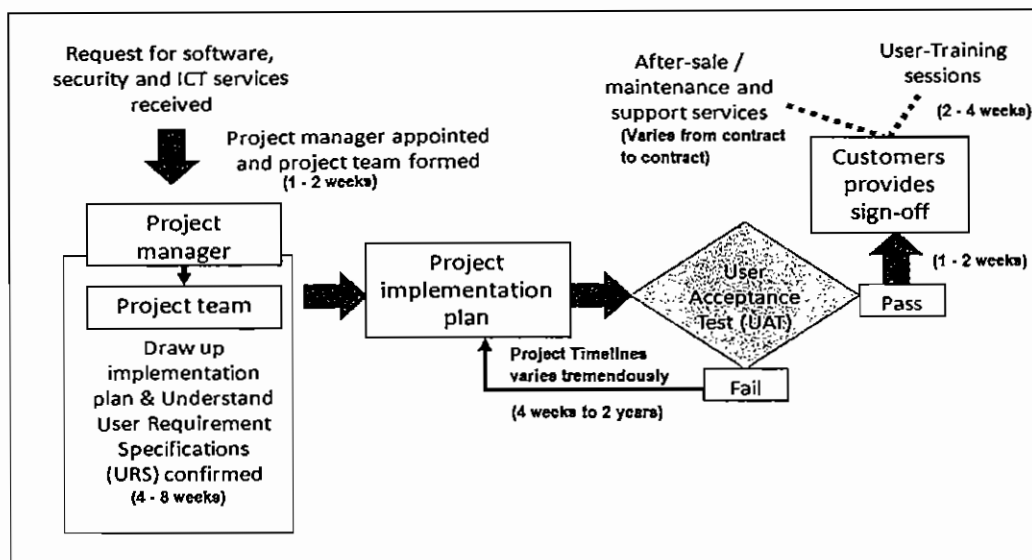 Request for software,
security and ICT services
received
Project manager appointed
and project team formed
(1 - 2 weeks)
Project
manager
Project team
Draw up
implementation
plan & Understand
User Requirement
Specifications
(URS) confirmed
(4 - 8 weeks)
Project
implementation
plan
Project Timelines
varies tremendously
(4 weeks to 2 years)
User
Acceptance
Test (UAT)
Fail
Pass
(1 - 2 weeks)
Customers
provides
sign-off
After-sale /
maintenance and
support services
(Varies from contract
to contract)
User-Training
sessions
(2 - 4 weeks)